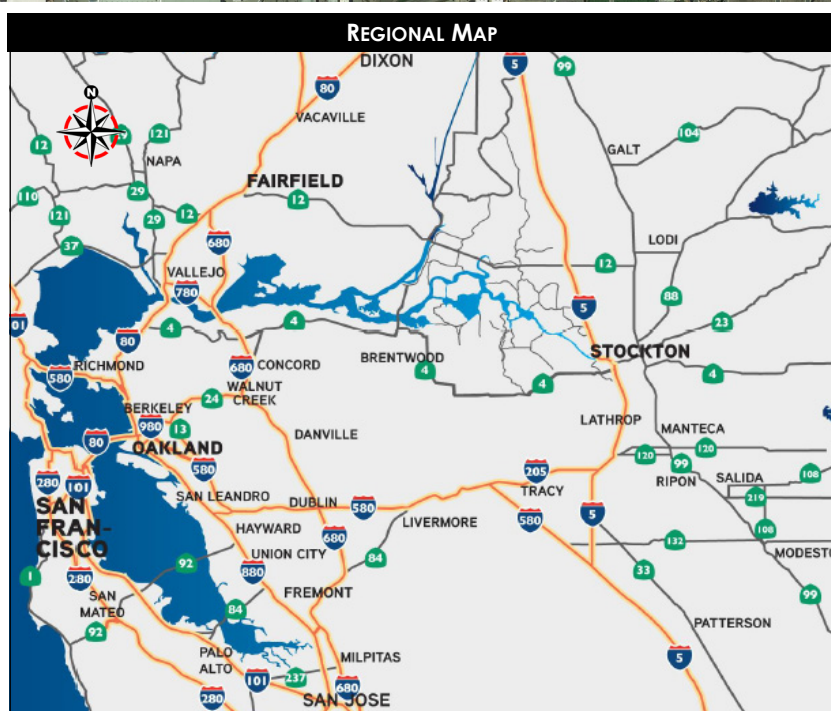 REGIONAL MAP
DIXON
5
99
80
N
VACAVILLE
104
12
121
GALT
NAPA
FAIRFIELD
110
29
12
121
29
12
LODI
37
680
12
VALLEJO
780
88
101
5
4
4
23
80
BRENTWOOD
STOCKTON
RICHMOND
680
CONCORD
580
4
4
4
WALNUT
CREEK
24
BERKELEY
980
13
LATHROP
MANTECA
80
OAKLAND
DANVILLE
120
120
580
205
99
108
280
101
SAN LEANDRO
TRACY
RIPON
SALIDA
SAN
FRAN-
CISCO
DUBLIN
580
219
LIVERMORE
580
5
HAYWARD
680
108
UNION CITY
132
MODESTO
92
84
1
280
880
33
SAN
MATEO
FREMONT
99
84
PATTERSON
92
PALO
ALTO
MILPITAS
5
101
237
680
280
SAN JOSE